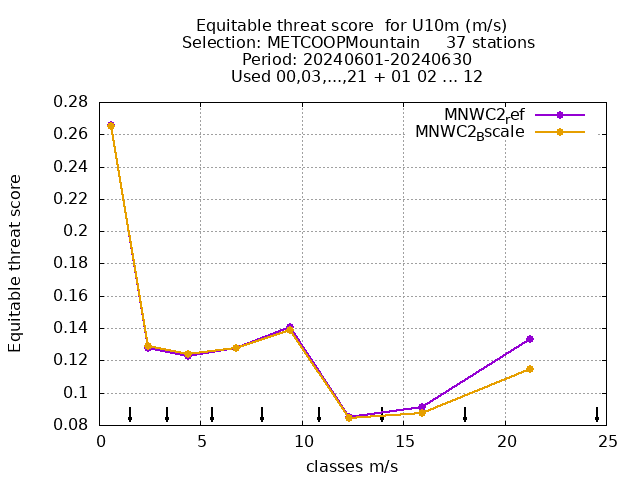 Equitable threat score  for U10m (m/s)
Selection: METCOOPMountain     37 stations
Period: 20240601-20240630
Used 00,03,...,21 + 01 02 ... 12
MNWC2ref
MNWC2Bscale
Equitable threat score
0.28
0.26
0.24
0.22
0.2
0.18
0.16
0.14
0.12
0.1
0.08
0 5 10 15 20 25
classes m/s